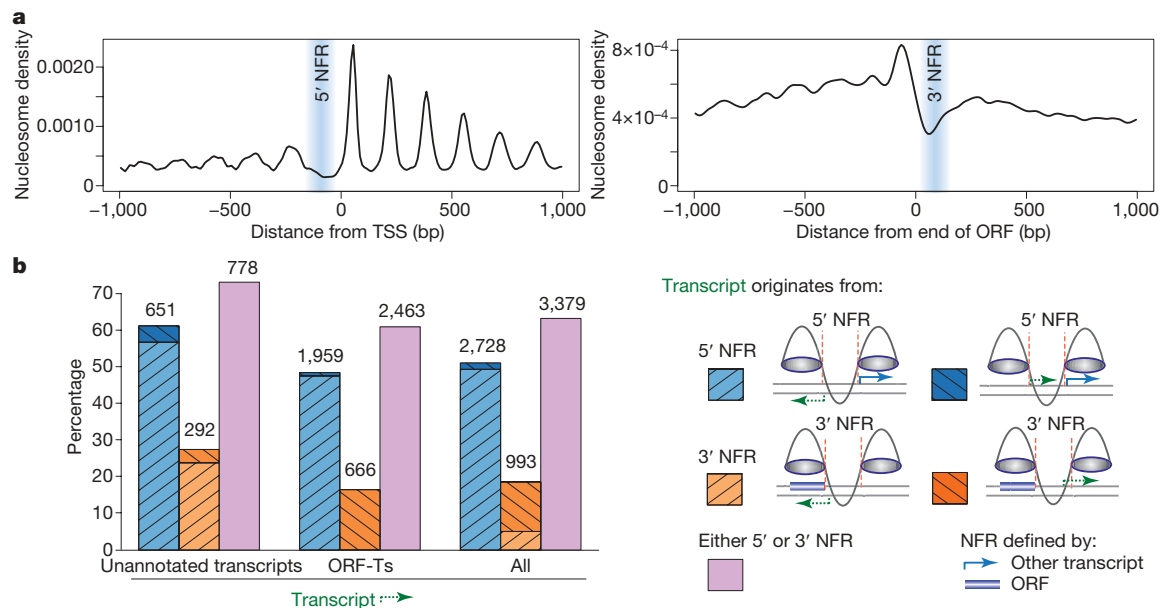 a
Nucleosome density
0.0020
0.0010
0
5′ NFR
−1,000
−500
0
500
1,000
Distance from TSS (bp)
Nucleosome density
8×10⁻⁴
4×10⁻⁴
0
3′ NFR
−1,000
−500
0
500
1,000
Distance from end of ORF (bp)
b
Percentage
70
60
50
40
30
20
10
0
651
292
778
1,959
666
2,463
2,728
993
3,379
Unannotated transcripts
ORF-Ts
All
Transcript
Transcript originates from:
5′ NFR
5′ NFR
5′ NFR
3′ NFR
3′ NFR
3′ NFR
Either 5′ or 3′ NFR
NFR defined by:
Other transcript
ORF